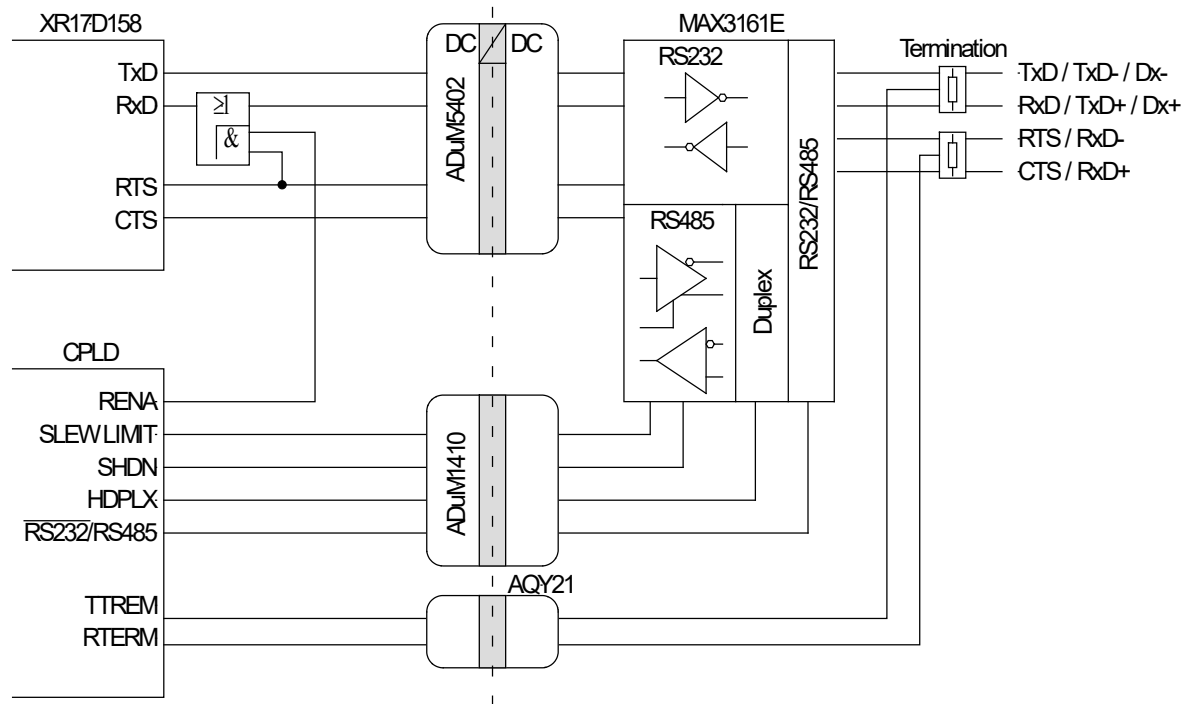 XR17D158
TxD
RxD
≥1
&
RTS
CTS
DC DC
ADuM5402
MAX3161E
RS232
RS485
Duplex
RS232/RS485
Termination
TxD / TxD- / Dx-
RxD / TxD+ / Dx+
RTS / RxD-
CTS / RxD+
CPLD
RENA
SLEW LIMIT
SHDN
HDPLX
RS232/RS485
ADuM1410
AQY21
TTREM
RTERM